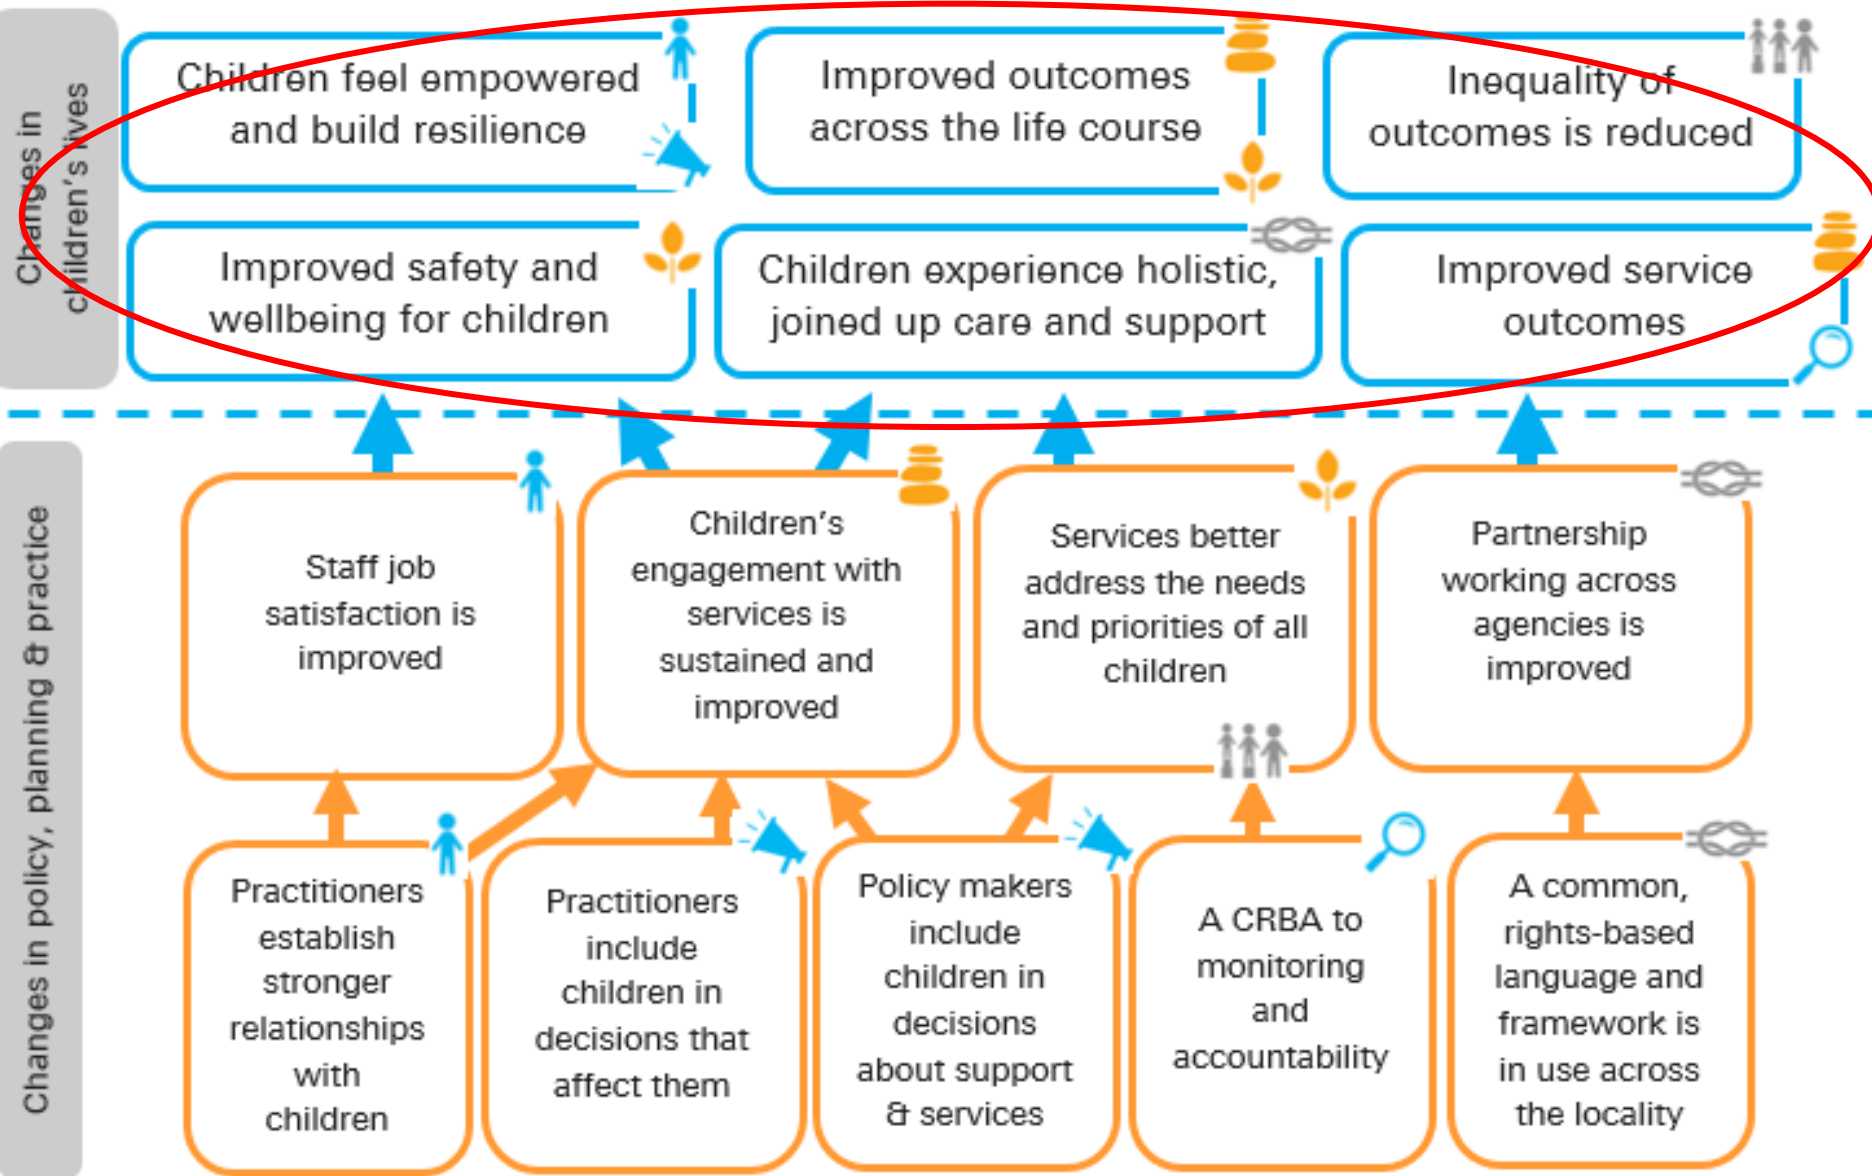 Changes in
children's lives
Children feel empowered
and build resilience
Improved outcomes
across the life course
Inequality of
outcomes is reduced
Improved safety and
wellbeing for children
Children experience holistic,
joined up care and support
Improved service
outcomes
Changes in policy, planning & practice
Staff job
satisfaction is
improved
Children's
engagement with
services is
sustained and
improved
Services better
address the needs
and priorities of all
children
Partnership
working across
agencies is
improved
Practitioners
establish
stronger
relationships
with
children
Practitioners
include
children in
decisions that
affect them
Policy makers
include
children in
decisions
about support
& services
A CRBA to
monitoring
and
accountability
A common,
rights-based
language and
framework is
in use across
the locality